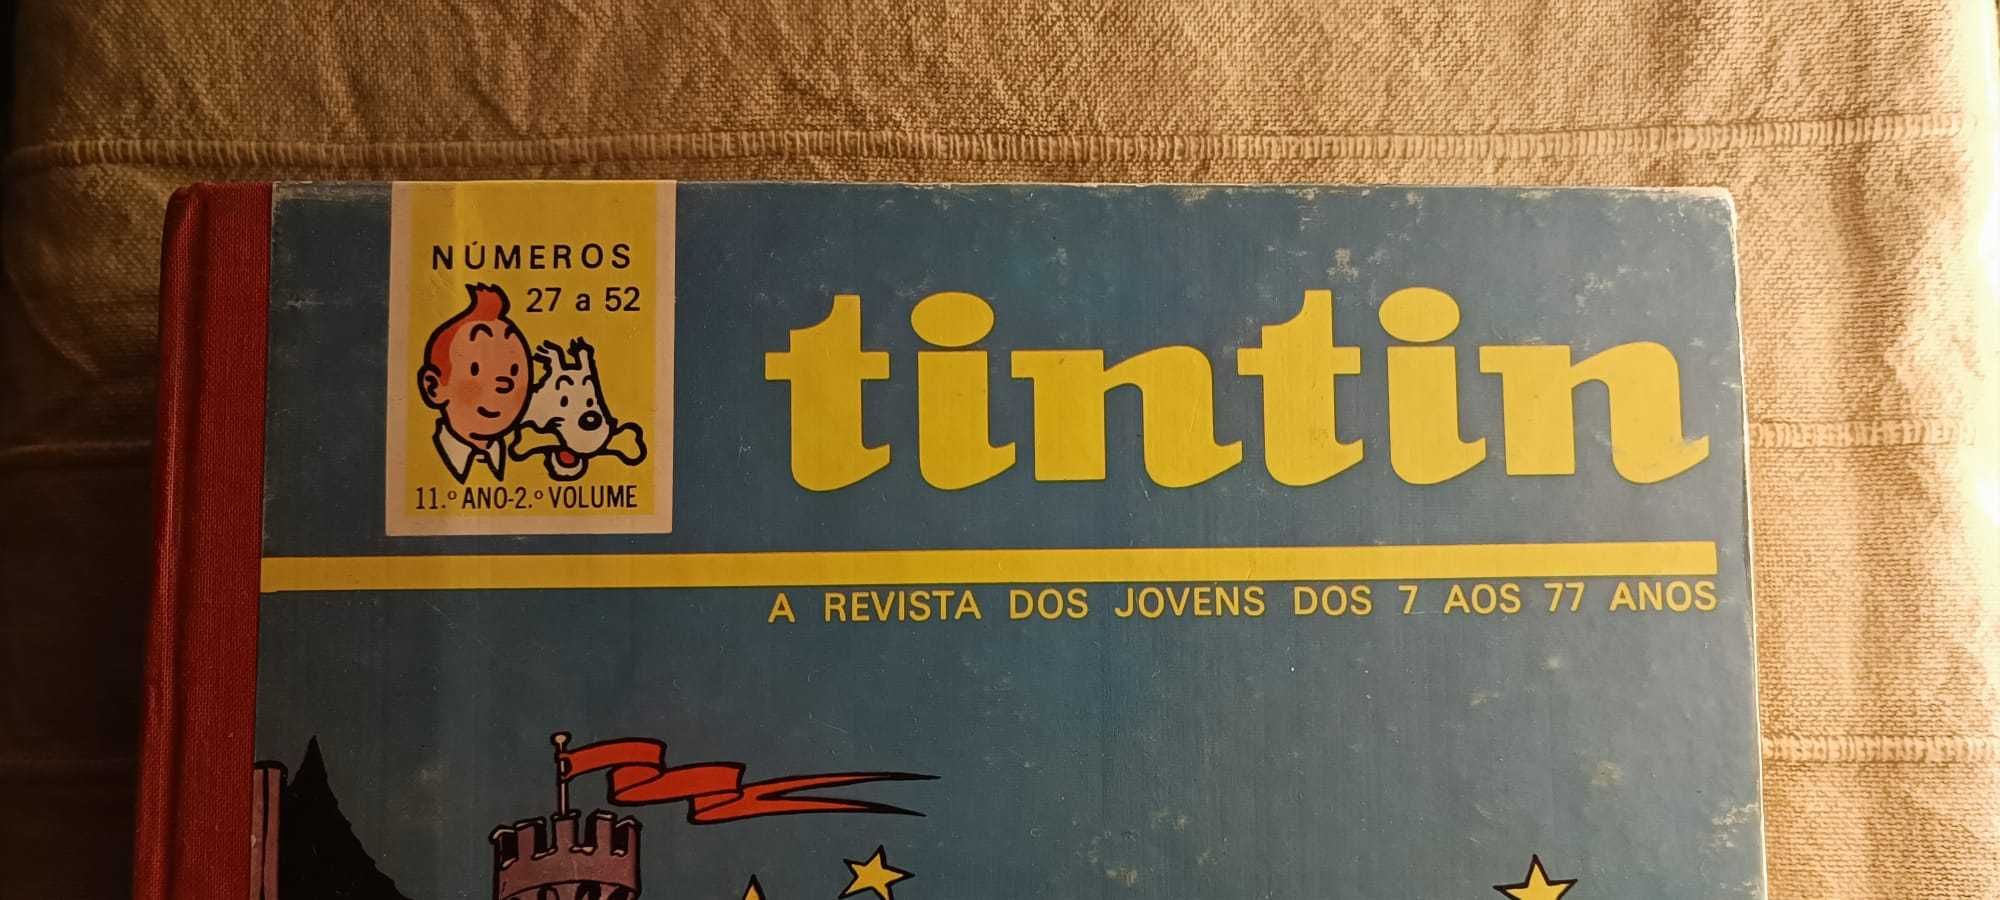 NÚMEROS
27 a 52
11.º ANO-2.º VOLUME
tintin
A REVISTA DOS JOVENS DOS 7 AOS 77 ANOS